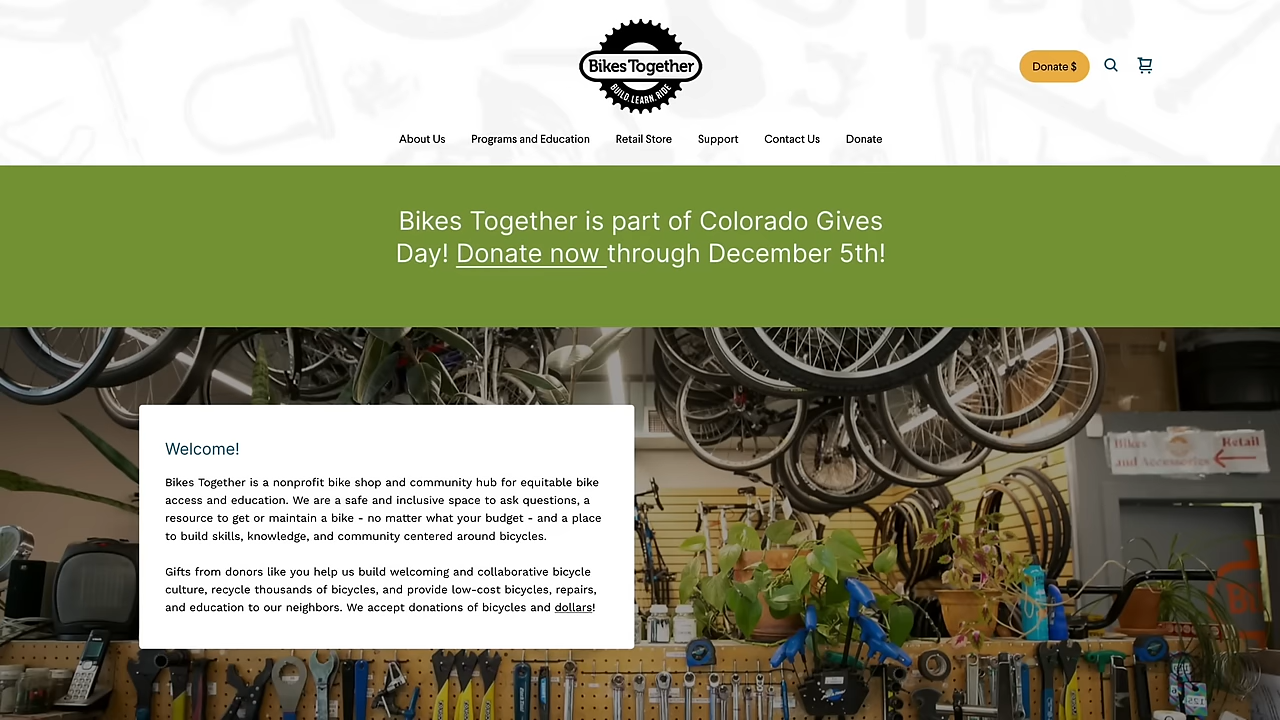 Bikes Together
BUILD. LEARN. RIDE
Donate $
About Us
Programs and Education
Retail Store
Support
Contact Us
Donate
Bikes Together is part of Colorado Gives
Day! Donate now through December 5th!
Welcome!
Bikes Together is a nonprofit bike shop and community hub for equitable bike
access and education. We are a safe and inclusive space to ask questions, a
resource to get or maintain a bike - no matter what your budget - and a place
to build skills, knowledge, and community centered around bicycles.
Gifts from donors like you help us build welcoming and collaborative bicycle
culture, recycle thousands of bicycles, and provide low-cost bicycles, repairs,
and education to our neighbors. We accept donations of bicycles and dollars!
Bikes Retail
and Accessories